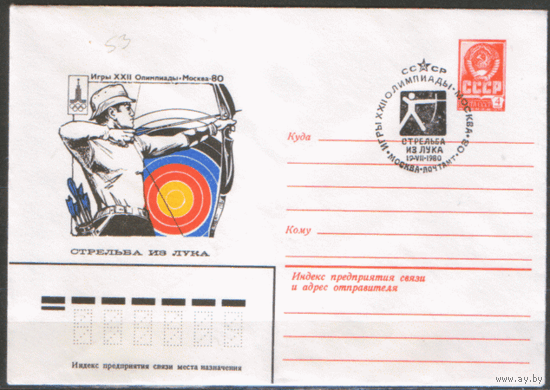 53
Игры XXII Олимпиады • Москва-80
СТРЕЛЬБА ИЗ ЛУКА
СССР
ИГРЫ XXII ОЛИМПИАДЫ • МОСКВА-80
СТРЕЛЬБА
ИЗ ЛУКА
19-VII-1980
МОСКВА-ПОЧТАМТ
СССР
4
Куда
Кому
Индекс предприятия связи
и адрес отправителя
Индекс предприятия связи места назначения
www.ay.by